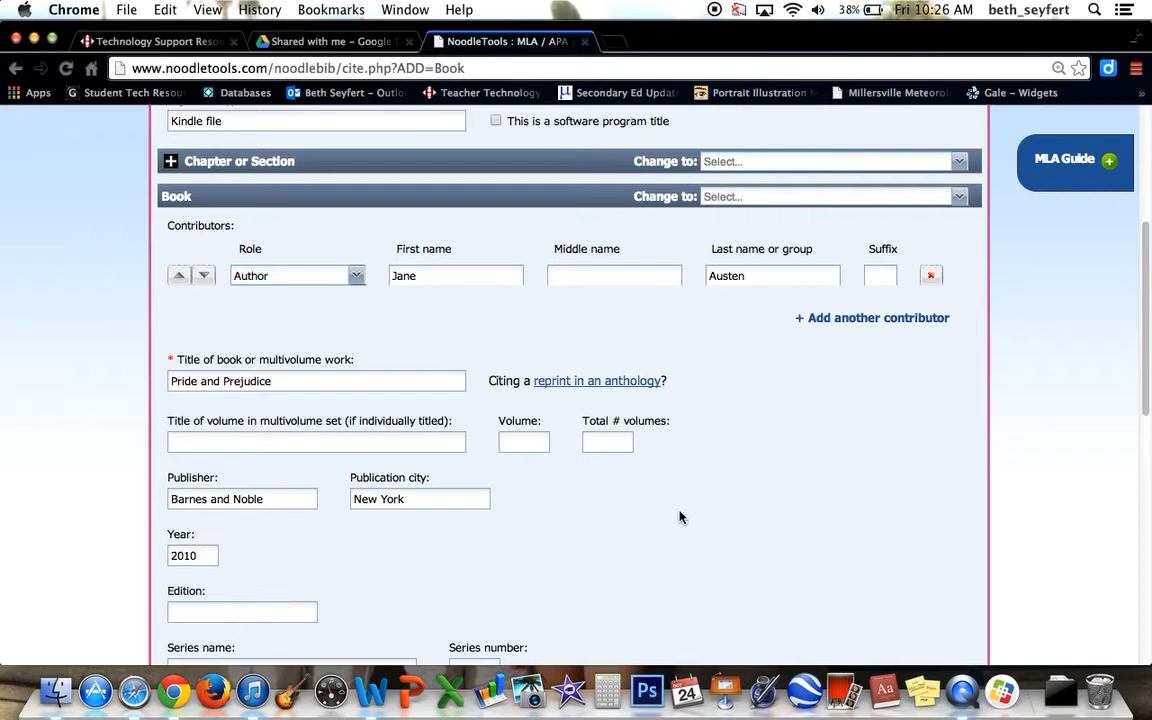 Chrome File Edit View History Bookmarks Window Help 38% Fri 10:26 AM beth_seyfert
Technology Support Resou NoodleTools : MLA / APA Shared with me – Google
www.noodletools.com/noodlebib/cite.php?ADD=Book
Apps Student Tech Resou Databases Beth Seyfert – Outlo Teacher Technology Secondary Ed Updat Portrait Illustration Millersville Meteorol Gale – Widgets »
Kindle file This is a software program title
MLA Guide
Chapter or Section Change to: Select...
Book Change to: Select...
Contributors:
Role First name Middle name Last name or group Suffix
Author Jane Austen
+ Add another contributor
* Title of book or multivolume work:
Pride and Prejudice Citing a reprint in an anthology?
Title of volume in multivolume set (if individually titled): Volume: Total # volumes:
Publisher: Publication city:
Barnes and Noble New York
Year:
2010
Edition:
Series name: Series number: